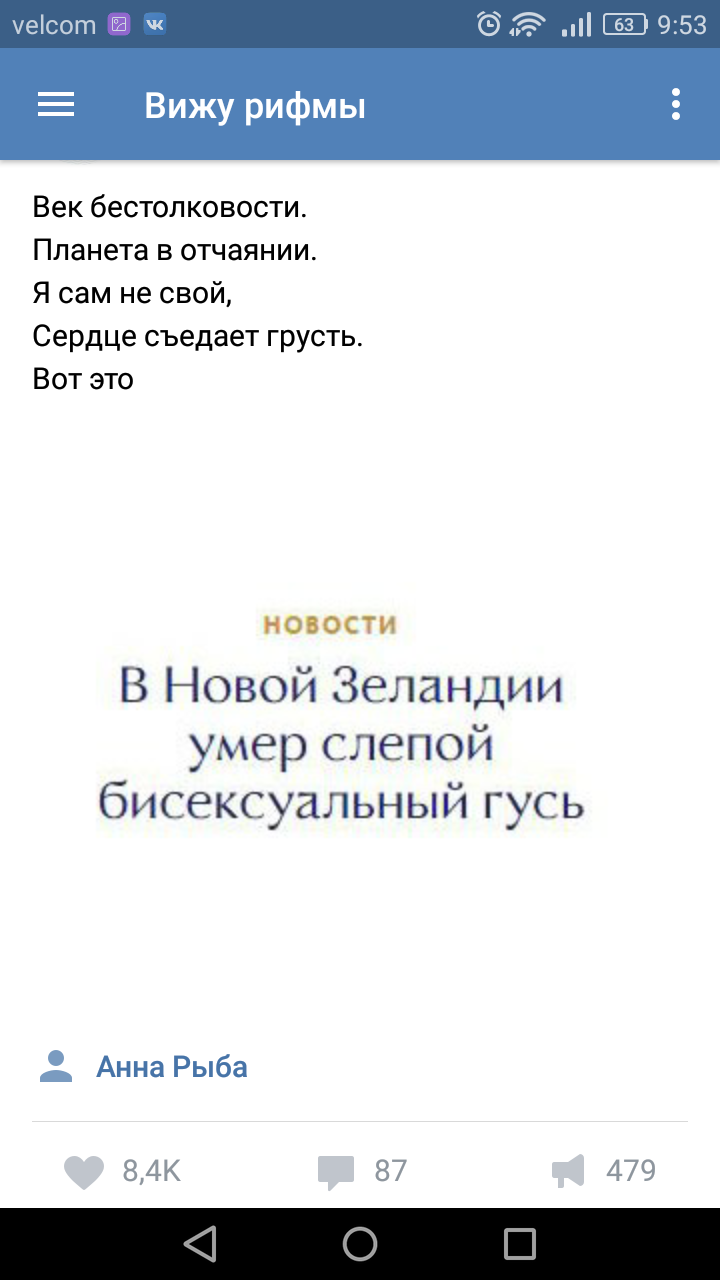 velcom 63 9:53
Вижу рифмы
Век бестолковости.
Планета в отчаянии.
Я сам не свой,
Сердце съедает грусть.
Вот это
НОВОСТИ
В Новой Зеландии
умер слепой
бисексуальный гусь
Анна Рыба
8,4K 87 479